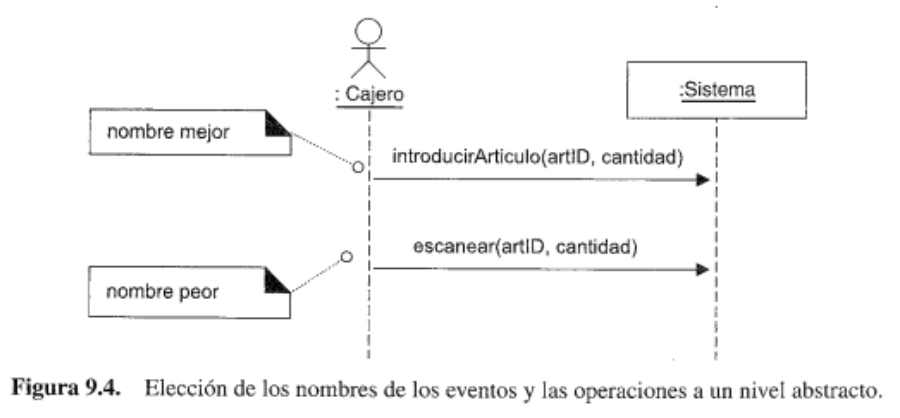 : Cajero
:Sistema
nombre mejor
introducirArticulo(artID, cantidad)
escanear(artID, cantidad)
nombre peor
Figura 9.4. Elección de los nombres de los eventos y las operaciones a un nivel abstracto.